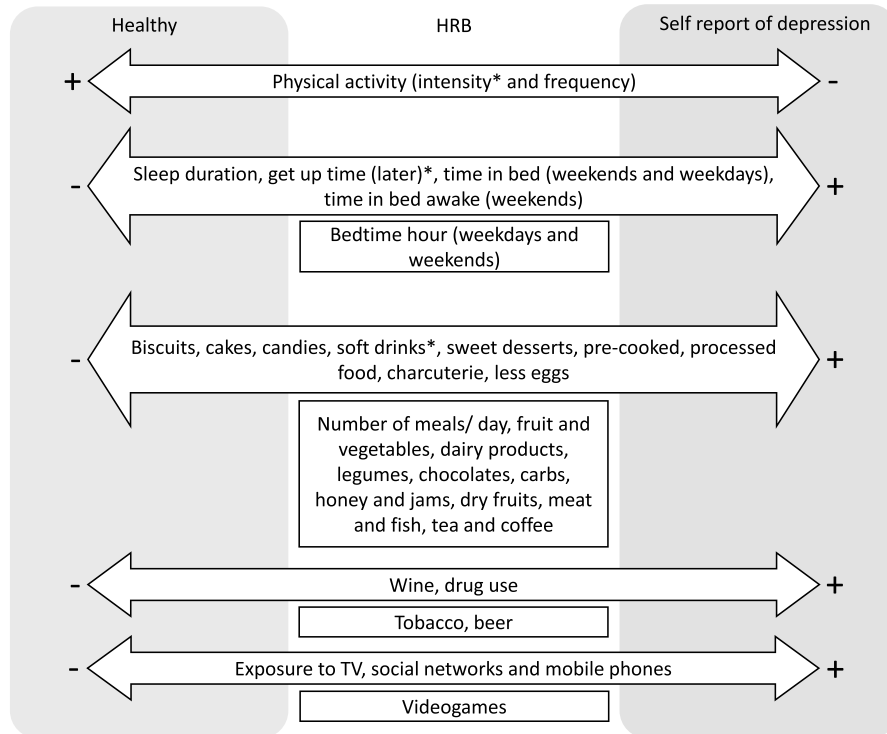 Healthy
HRB
Self report of depression
+
Physical activity (intensity* and frequency)
-
-
Sleep duration, get up time (later)*, time in bed (weekends and weekdays),
time in bed awake (weekends)
+
Bedtime hour (weekdays and
weekends)
-
Biscuits, cakes, candies, soft drinks*, sweet desserts, pre-cooked, processed
food, charcuterie, less eggs
+
Number of meals/ day, fruit and
vegetables, dairy products,
legumes, chocolates, carbs,
honey and jams, dry fruits, meat
and fish, tea and coffee
-
Wine, drug use
+
Tobacco, beer
-
Exposure to TV, social networks and mobile phones
+
Videogames